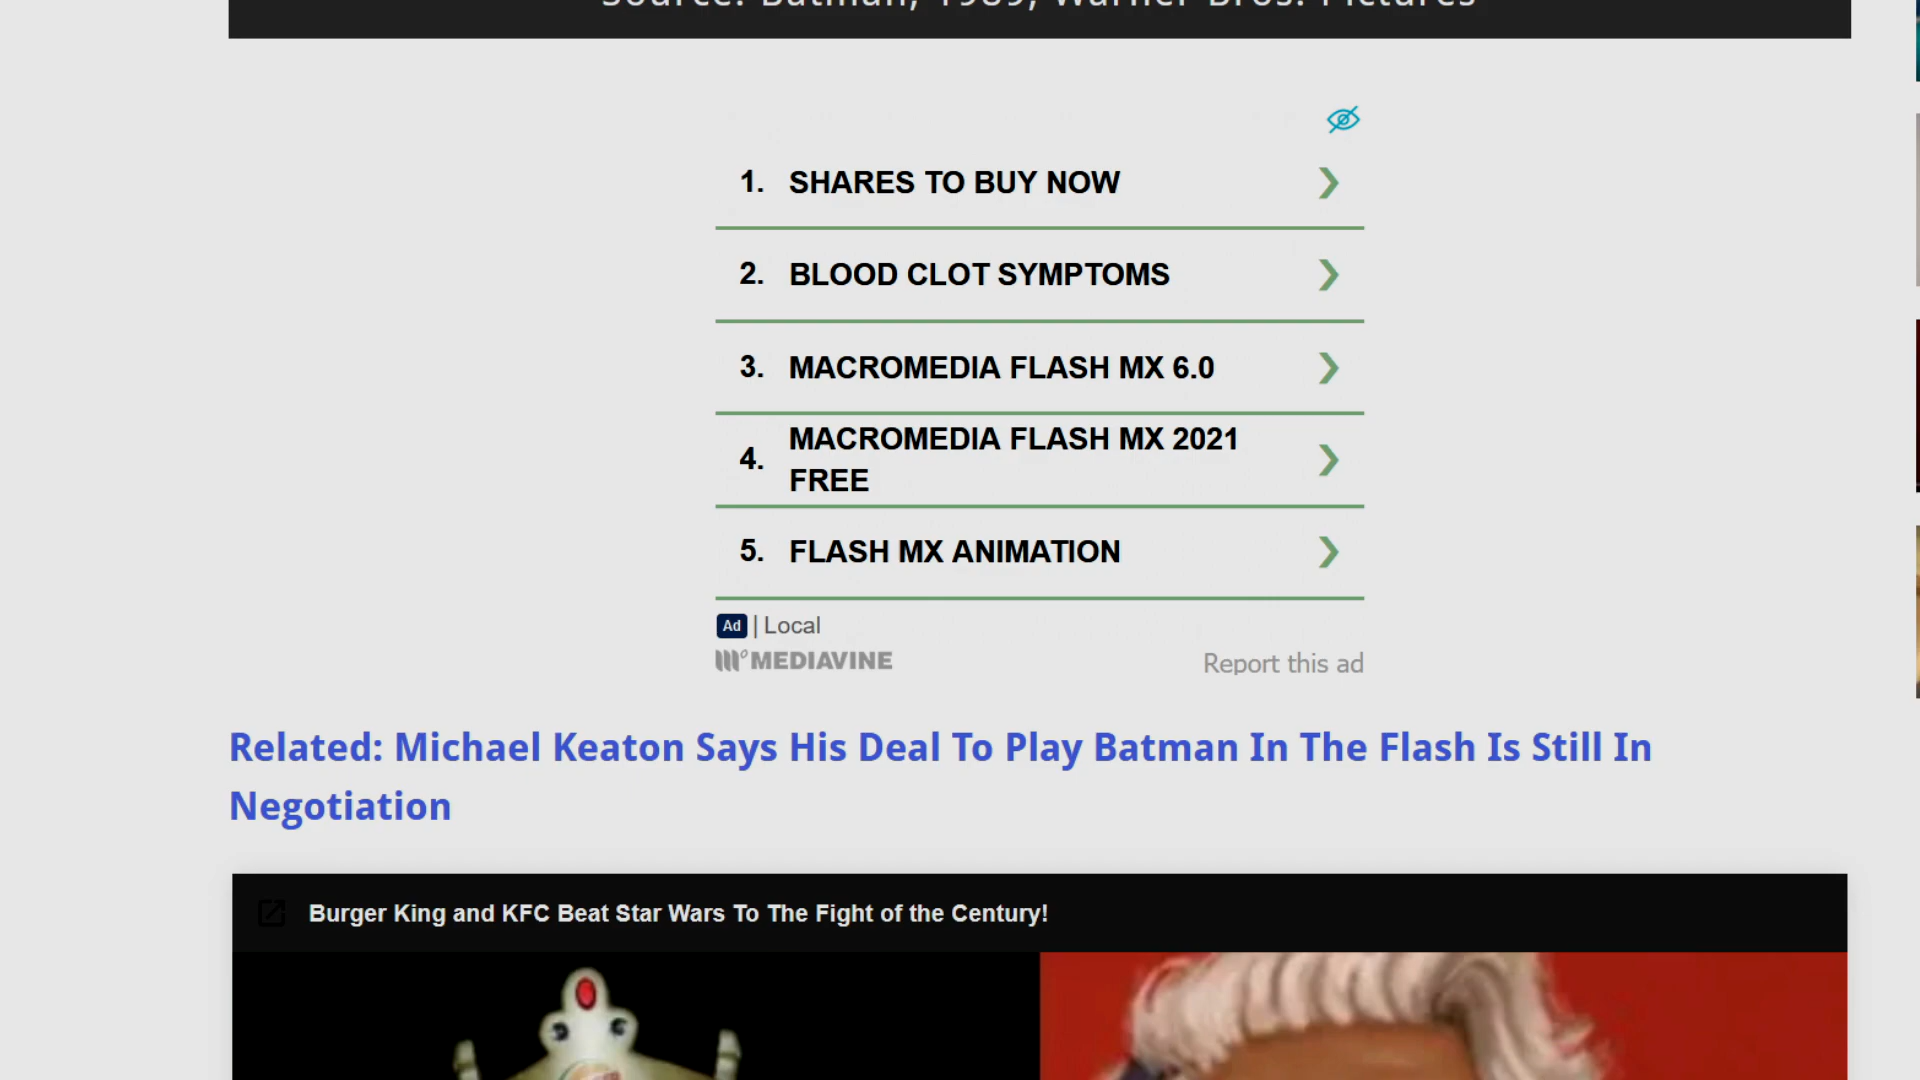 Source: Batman, 1989, Warner Bros. Pictures
1. SHARES TO BUY NOW
2. BLOOD CLOT SYMPTOMS
3. MACROMEDIA FLASH MX 6.0
4. MACROMEDIA FLASH MX 2021
FREE
5. FLASH MX ANIMATION
Ad | Local
MEDIAVINE
Report this ad
Related: Michael Keaton Says His Deal To Play Batman In The Flash Is Still In
Negotiation
Burger King and KFC Beat Star Wars To The Fight of the Century!